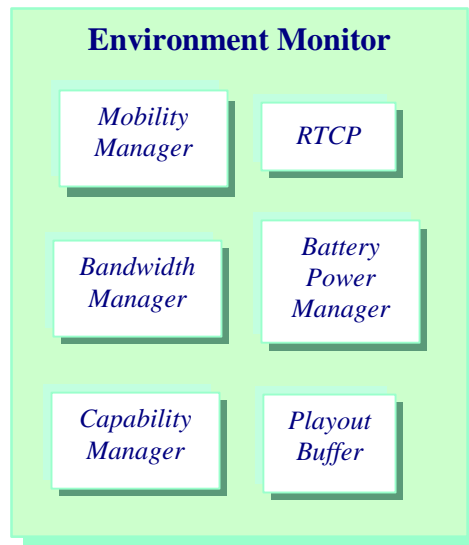 Environment Monitor
Mobility
Manager
RTCP
Bandwidth
Manager
Battery
Power
Manager
Capability
Manager
Playout
Buffer